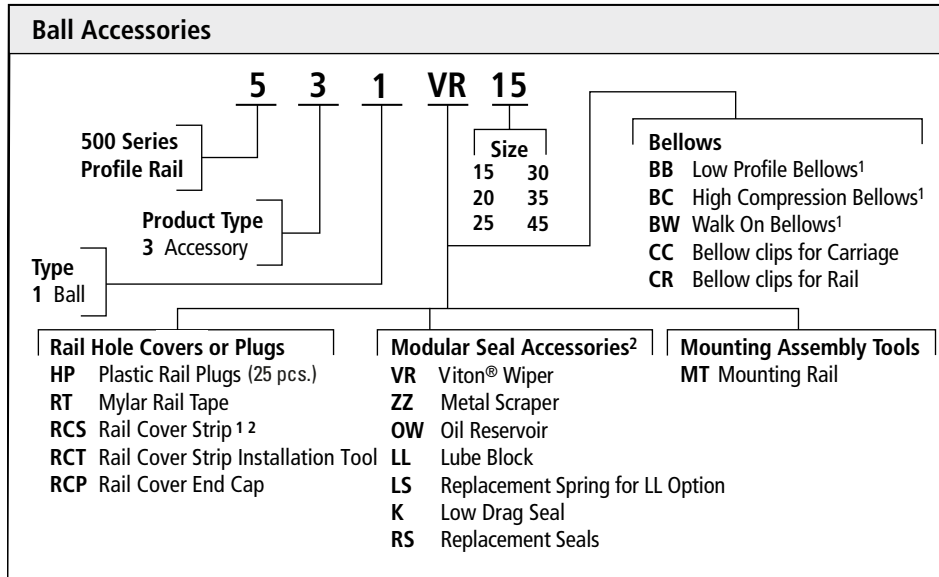 Ball Accessories
5 3 1 VR 15
500 Series
Profile Rail
Product Type
3 Accessory
Type
1 Ball
Size
15 30
20 35
25 45
Bellows
BB Low Profile Bellows¹
BC High Compression Bellows¹
BW Walk On Bellows¹
CC Bellow clips for Carriage
CR Bellow clips for Rail
Rail Hole Covers or Plugs
HP Plastic Rail Plugs (25 pcs.)
RT Mylar Rail Tape
RCS Rail Cover Strip ¹ ²
RCT Rail Cover Strip Installation Tool
RCP Rail Cover End Cap
Modular Seal Accessories²
VR Viton® Wiper
ZZ Metal Scraper
OW Oil Reservoir
LL Lube Block
LS Replacement Spring for LL Option
K Low Drag Seal
RS Replacement Seals
Mounting Assembly Tools
MT Mounting Rail